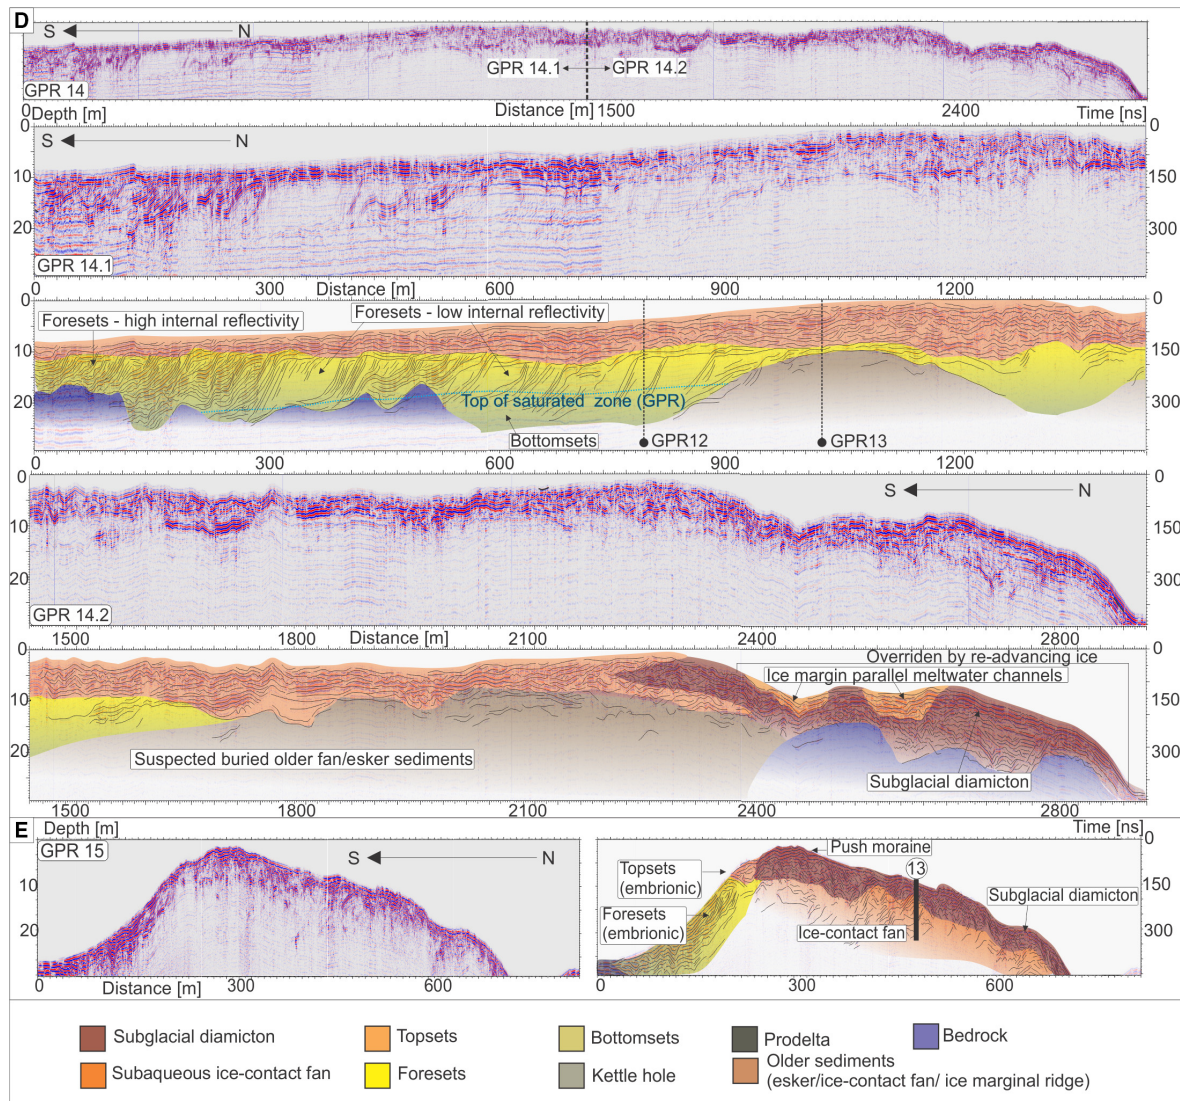 D
S N
GPR 14.1 GPR 14.2
GPR 14
0 Distance [m] 1500 2400
Depth [m] Time [ns]
0 0
S N
10 150
20 300
GPR 14.1
0 300 Distance [m] 600 900 1200
Foresets - high internal reflectivity
Foresets - low internal reflectivity
0
0
10 150
20 300
Top of saturated zone (GPR)
Bottomsets
GPR12 GPR13
0 300 600 900 1200
0 0
S N
10 150
20 300
GPR 14.2
1500 1800 Distance [m] 2100 2400 2800
0 0
Overriden by re-advancing ice
Ice margin parallel meltwater channels
10 150
20 300
Suspected buried older fan/esker sediments
Subglacial diamicton
1500 1800 2100 2400 2800
E
Depth [m] Time [ns]
GPR 15
S N
10
20
0 Distance [m] 300 600
Push moraine
13
Topsets
(embrionic)
Foresets
(embrionic)
Ice-contact fan
Subglacial diamicton
0
150
300
0 300 600
Subglacial diamicton
Topsets
Bottomsets
Prodelta
Bedrock
Subaqueous ice-contact fan
Foresets
Kettle hole
Older sediments
(esker/ice-contact fan/ ice marginal ridge)